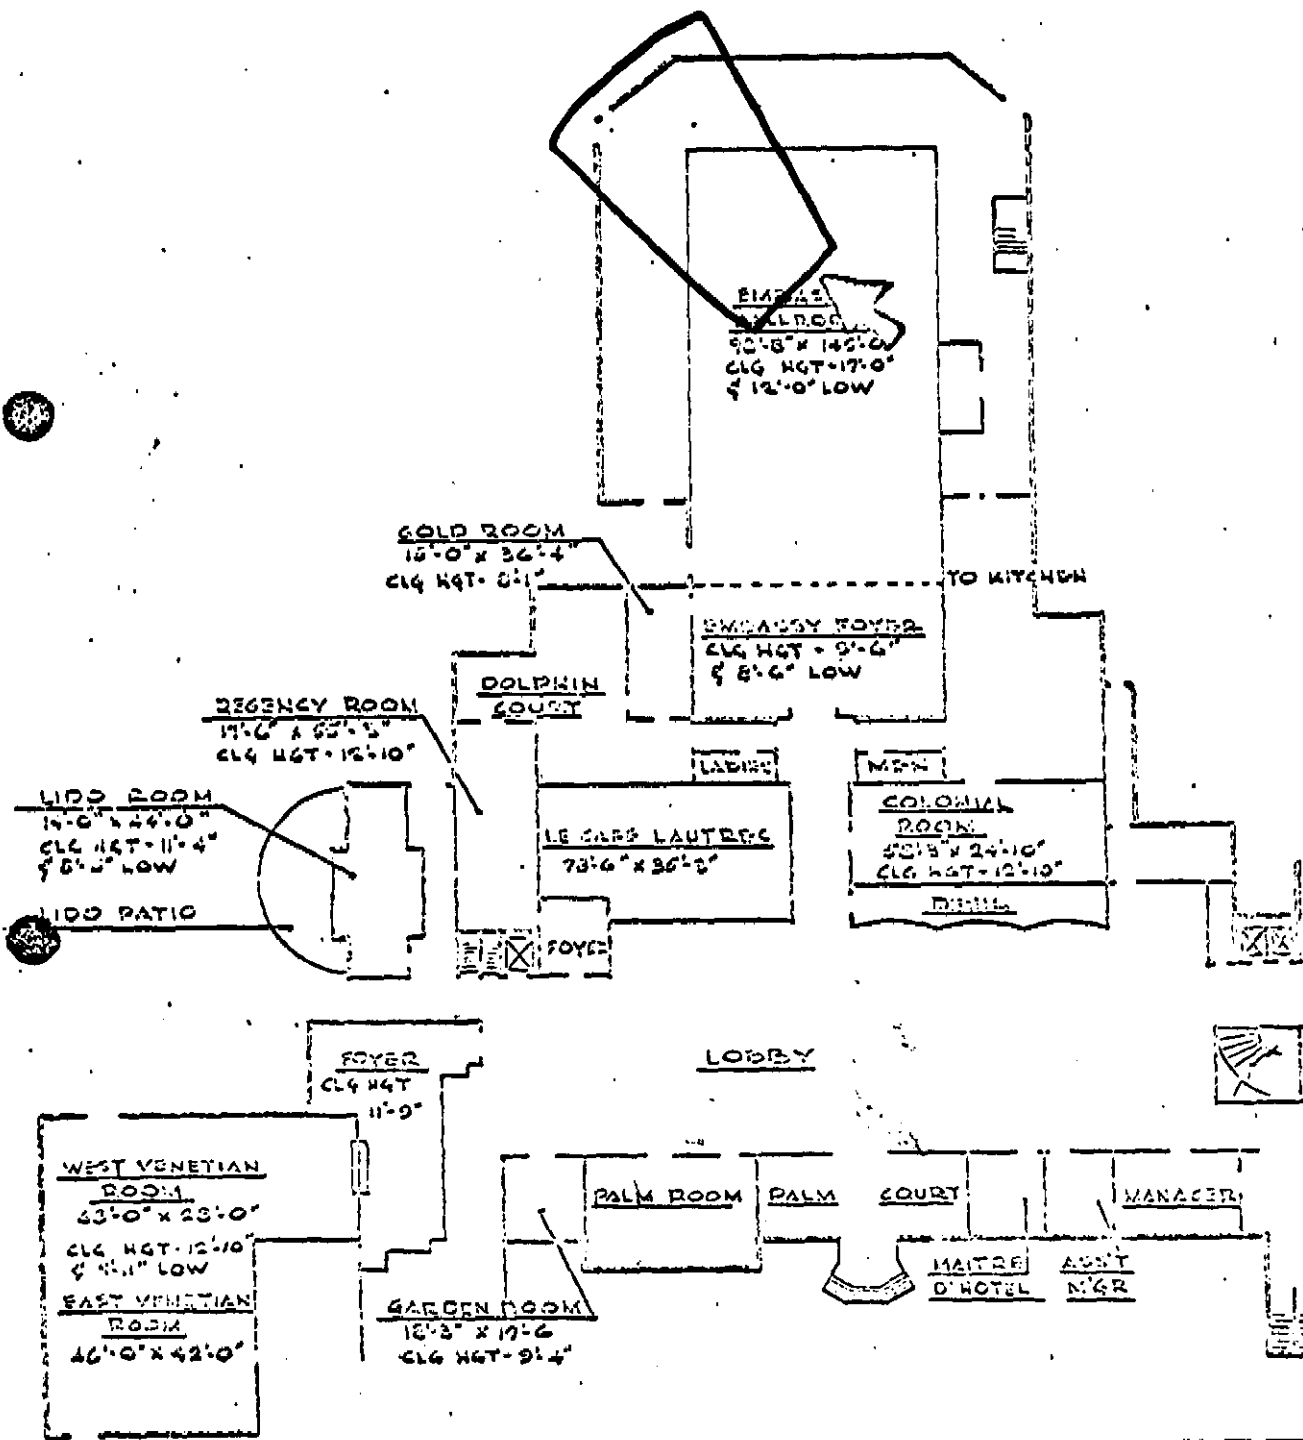 BALLROO
CLG HGT-17'-0"
& 12'-0" LOW
GOLD ROOM
CLG HGT-
TO KITCHEN
EMBASSY FOYER
CLG HGT - 9'-6"
& 8'-6" LOW
DOLPHIN
COURT
REGENCY ROOM
CLG HGT-12'-10"
LADIES
MEN
LIDO ROOM
CLG HGT-11'-4"
LOW
COLONIAL
ROOM
CLG HGT-12'-10"
LE CAFE LAUTREC
LIDO PATIO
FOYER
LOBBY
FOYER
CLG HGT
11'-9"
WEST VENETIAN
ROOM
63'-0" x 23'-0"
CLG HGT-12'-10"
LOW
PALM ROOM
PALM COURT
MANAGER
MAITRE
D'HOTEL
ASS'T
M'GR
EAST VENETIAN
ROOM
46'-0" x 42'-0"
GARDEN ROOM
CLG HGT-9'-4"